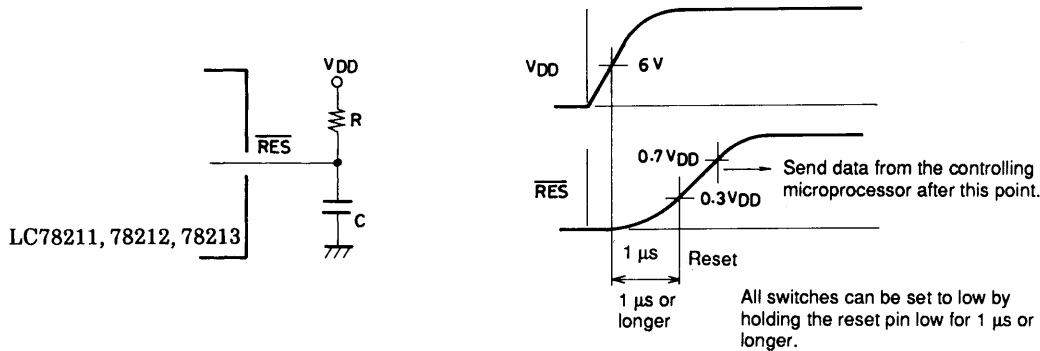 VDD
R
RES
C
LC78211, 78212, 78213
VDD
6 V
0.7 VDD
Send data from the controlling
microprocessor after this point.
RES
0.3 VDD
1 µs
Reset
1 µs or
longer
All switches can be set to low by
holding the reset pin low for 1 µs or
longer.